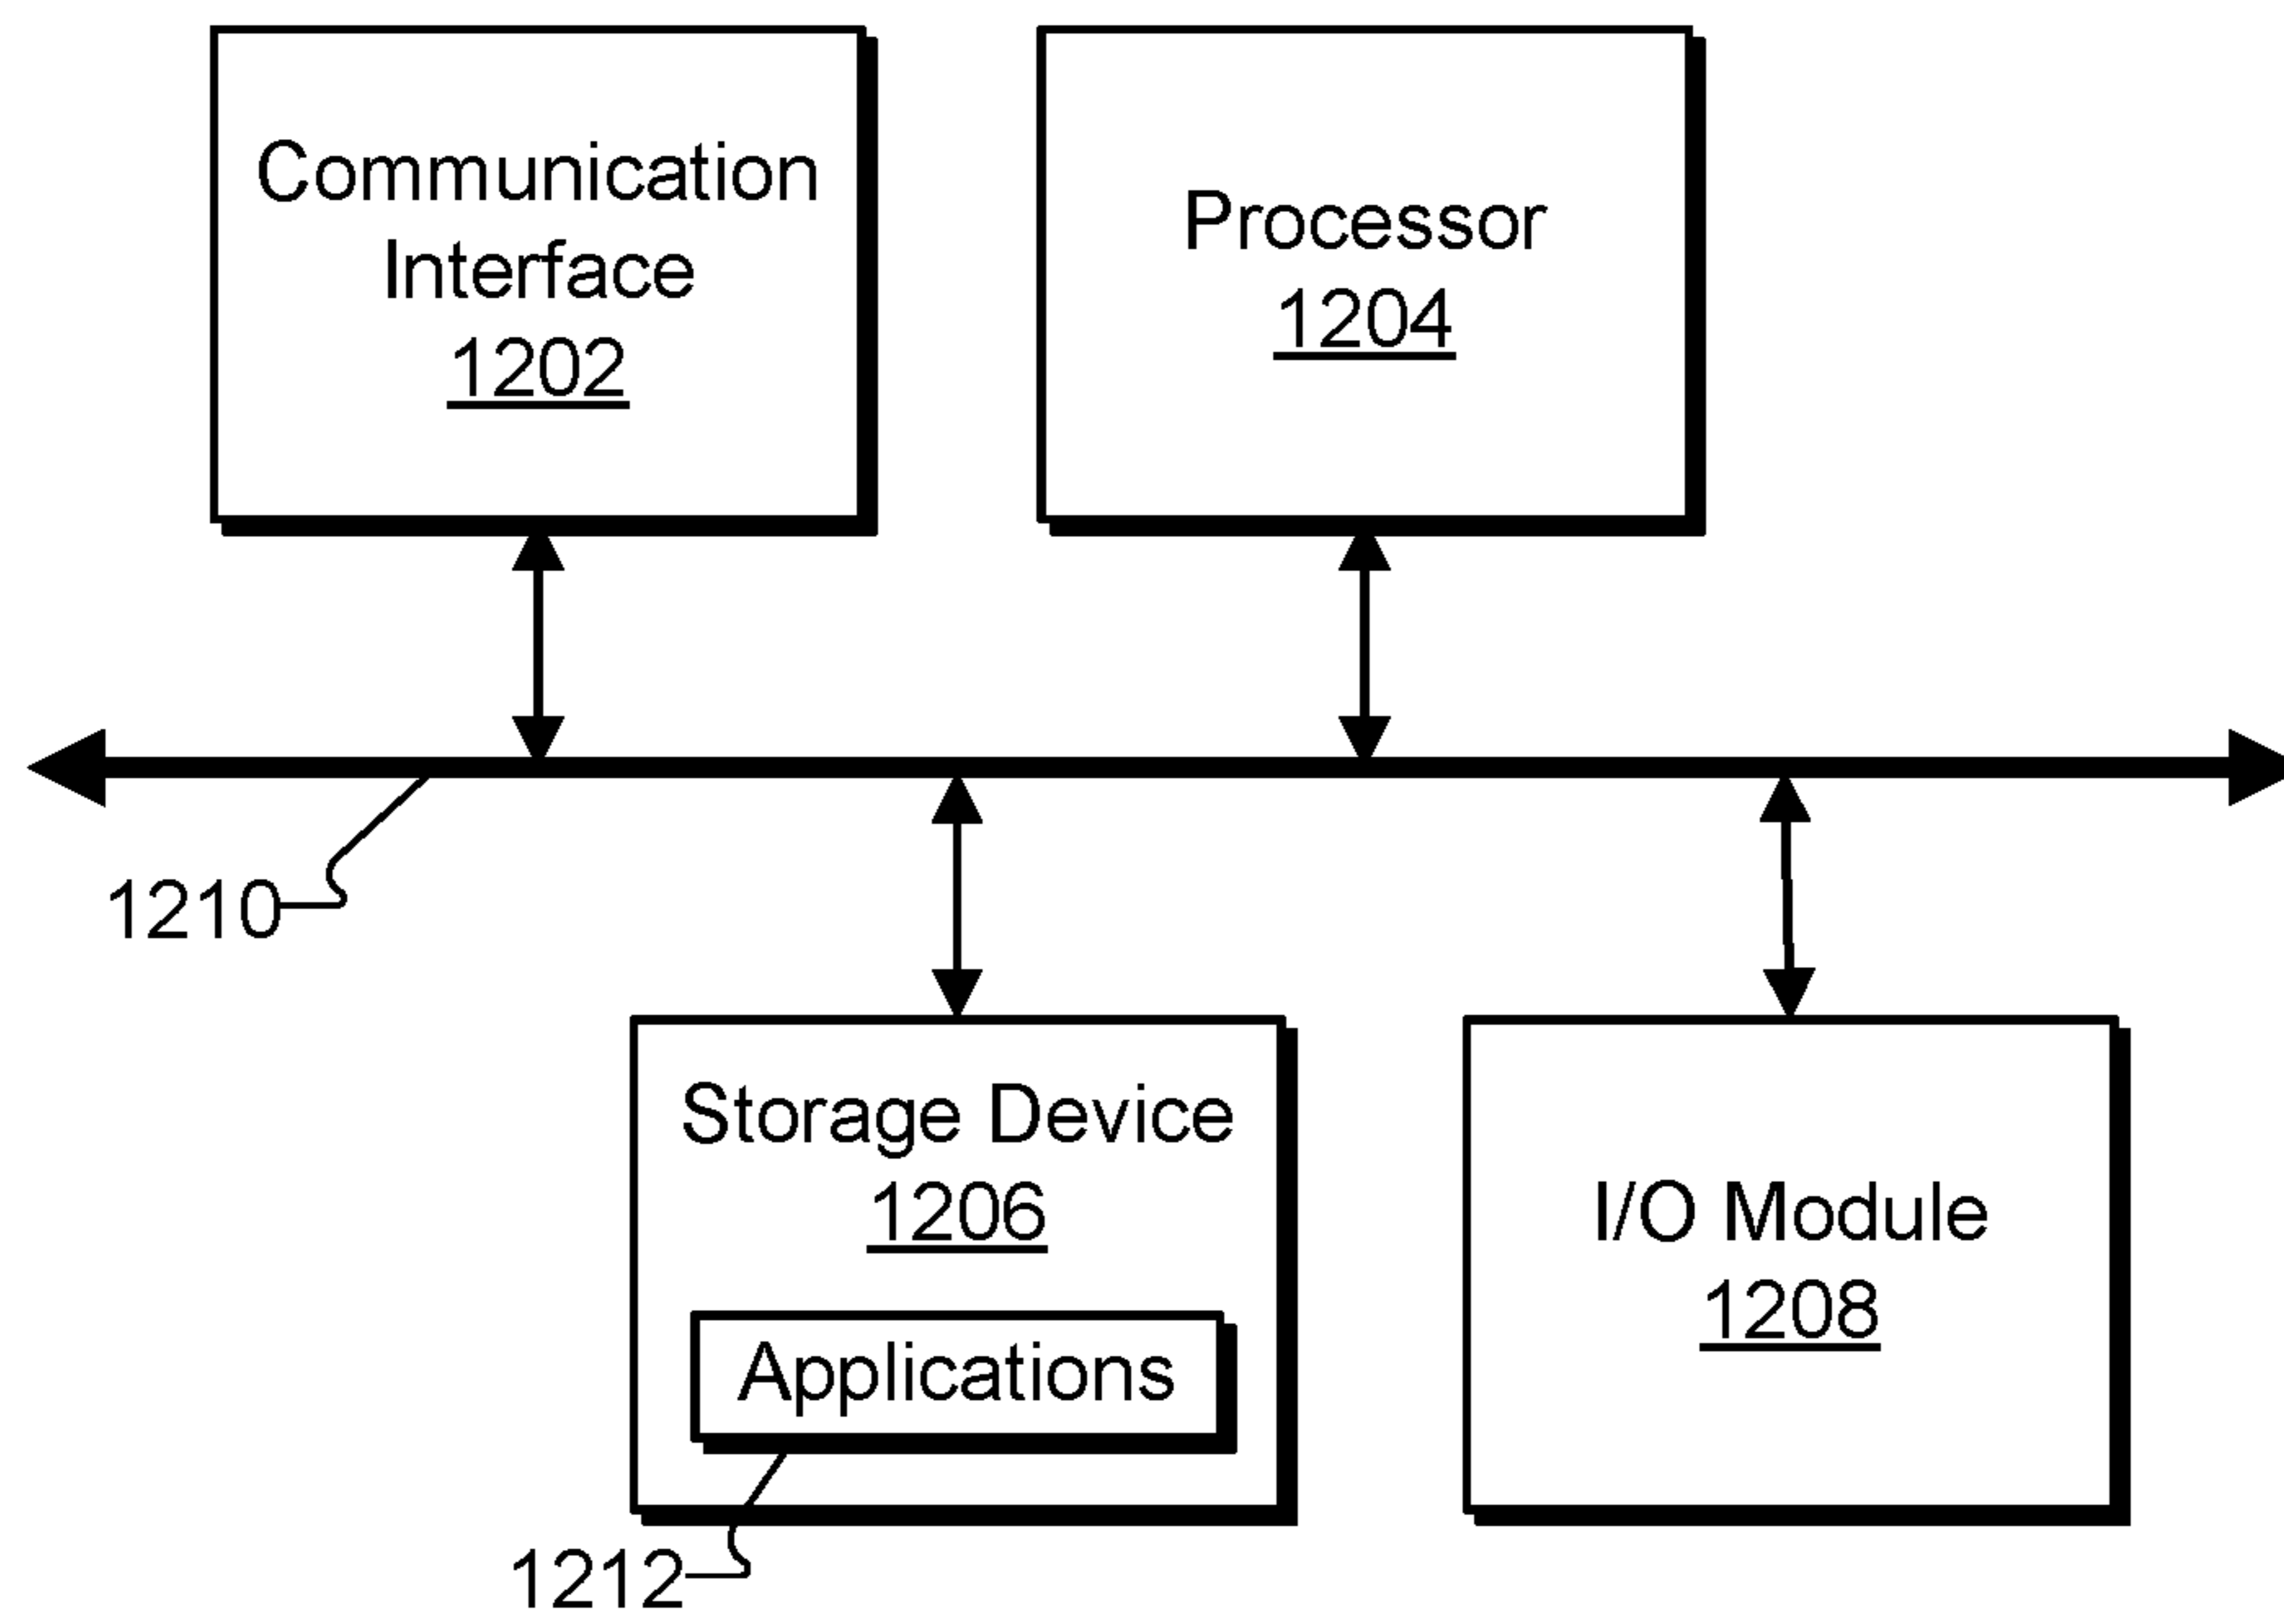 Communication
Interface
1202
Processor
1204
1210
Storage Device
1206
Applications
1212
I/O Module
1208